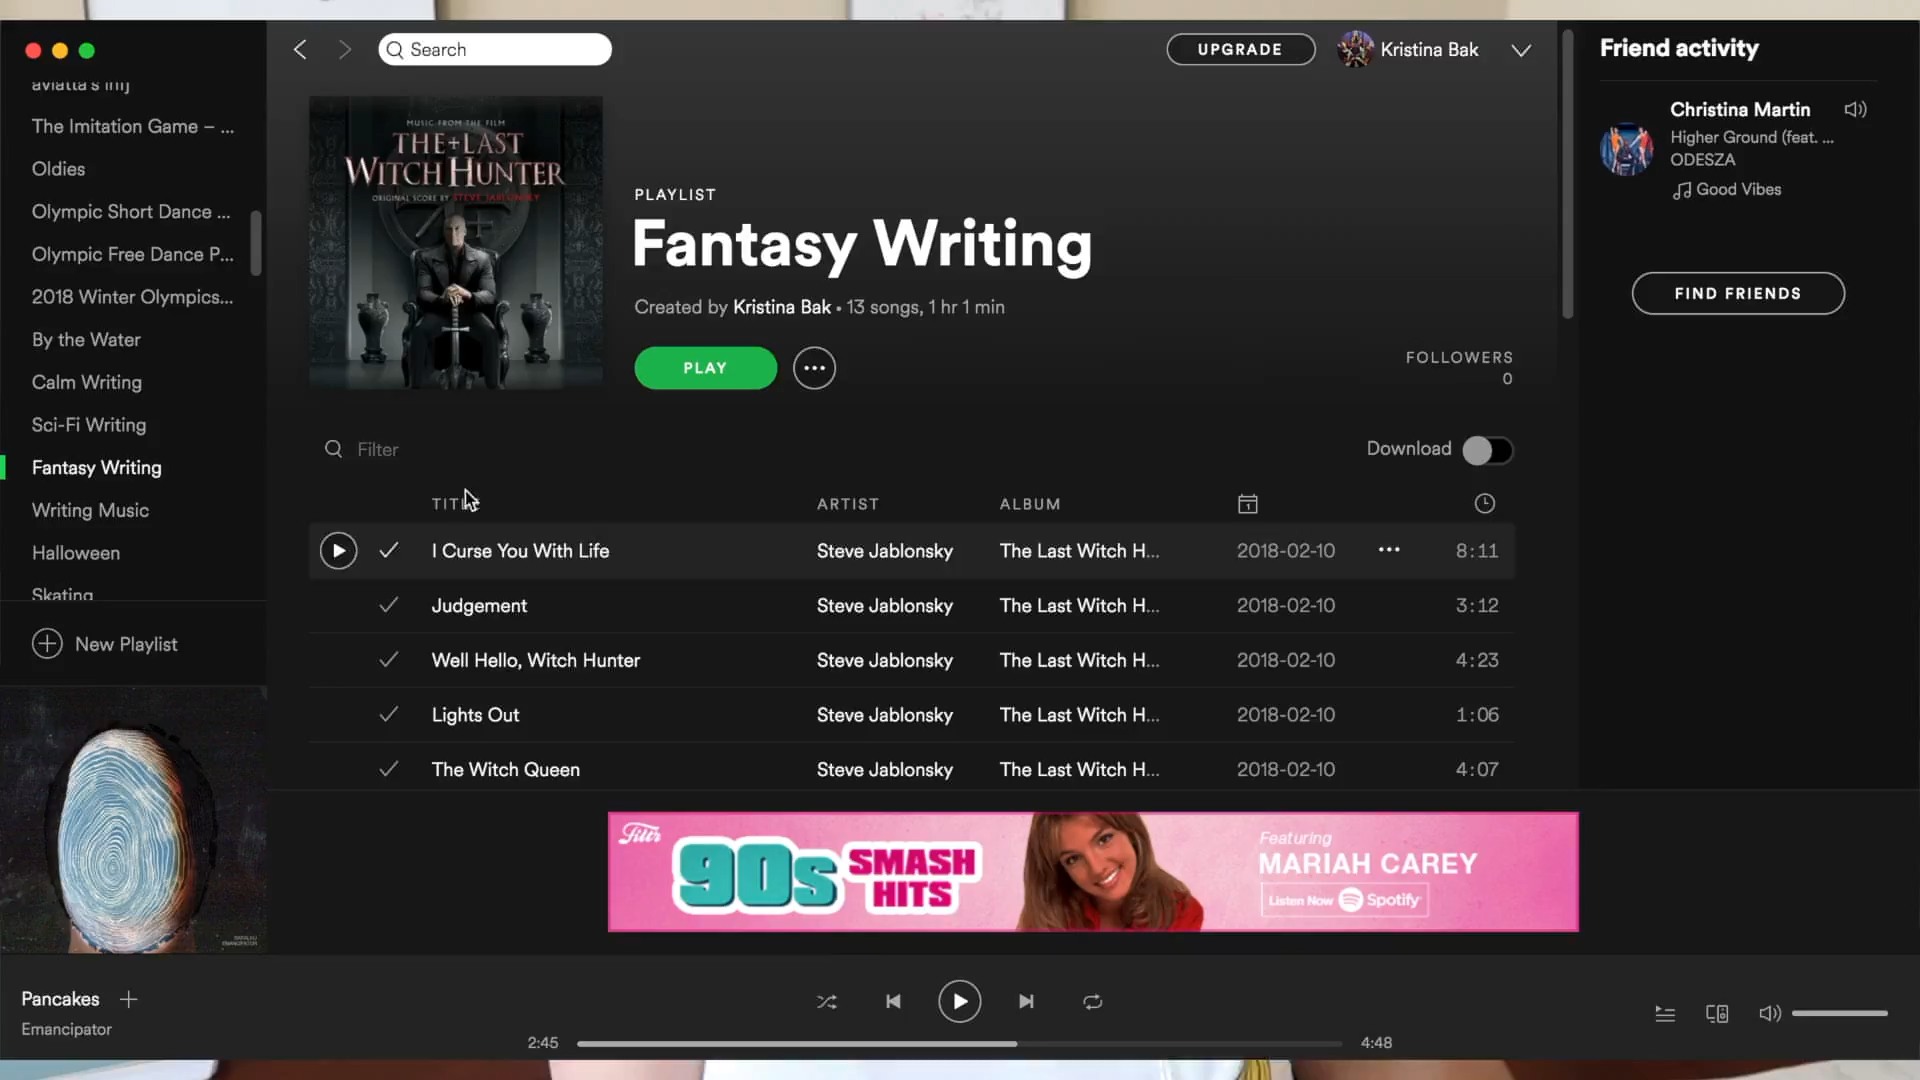 Search
UPGRADE
Kristina Bak
Friend activity
The Imitation Game – ...
Oldies
Olympic Short Dance ...
Olympic Free Dance P...
2018 Winter Olympics...
By the Water
Calm Writing
Sci-Fi Writing
Fantasy Writing
Writing Music
Halloween
Skating
New Playlist
MUSIC FROM THE FILM
THE LAST
WITCH HUNTER
ORIGINAL SCORE BY STEVE JABLONSKY
PLAYLIST
Fantasy Writing
Created by Kristina Bak • 13 songs, 1 hr 1 min
PLAY
FOLLOWERS
0
Filter
Download
TITLE ARTIST ALBUM
I Curse You With Life Steve Jablonsky The Last Witch H... 2018-02-10 8:11
Judgement Steve Jablonsky The Last Witch H... 2018-02-10 3:12
Well Hello, Witch Hunter Steve Jablonsky The Last Witch H... 2018-02-10 4:23
Lights Out Steve Jablonsky The Last Witch H... 2018-02-10 1:06
The Witch Queen Steve Jablonsky The Last Witch H... 2018-02-10 4:07
Christina Martin
Higher Ground (feat. ...
ODESZA
Good Vibes
FIND FRIENDS
Filtr
90s SMASH
HITS
Featuring
MARIAH CAREY
Listen Now Spotify
EMANCIPATOR
Pancakes
Emancipator
2:45
4:48